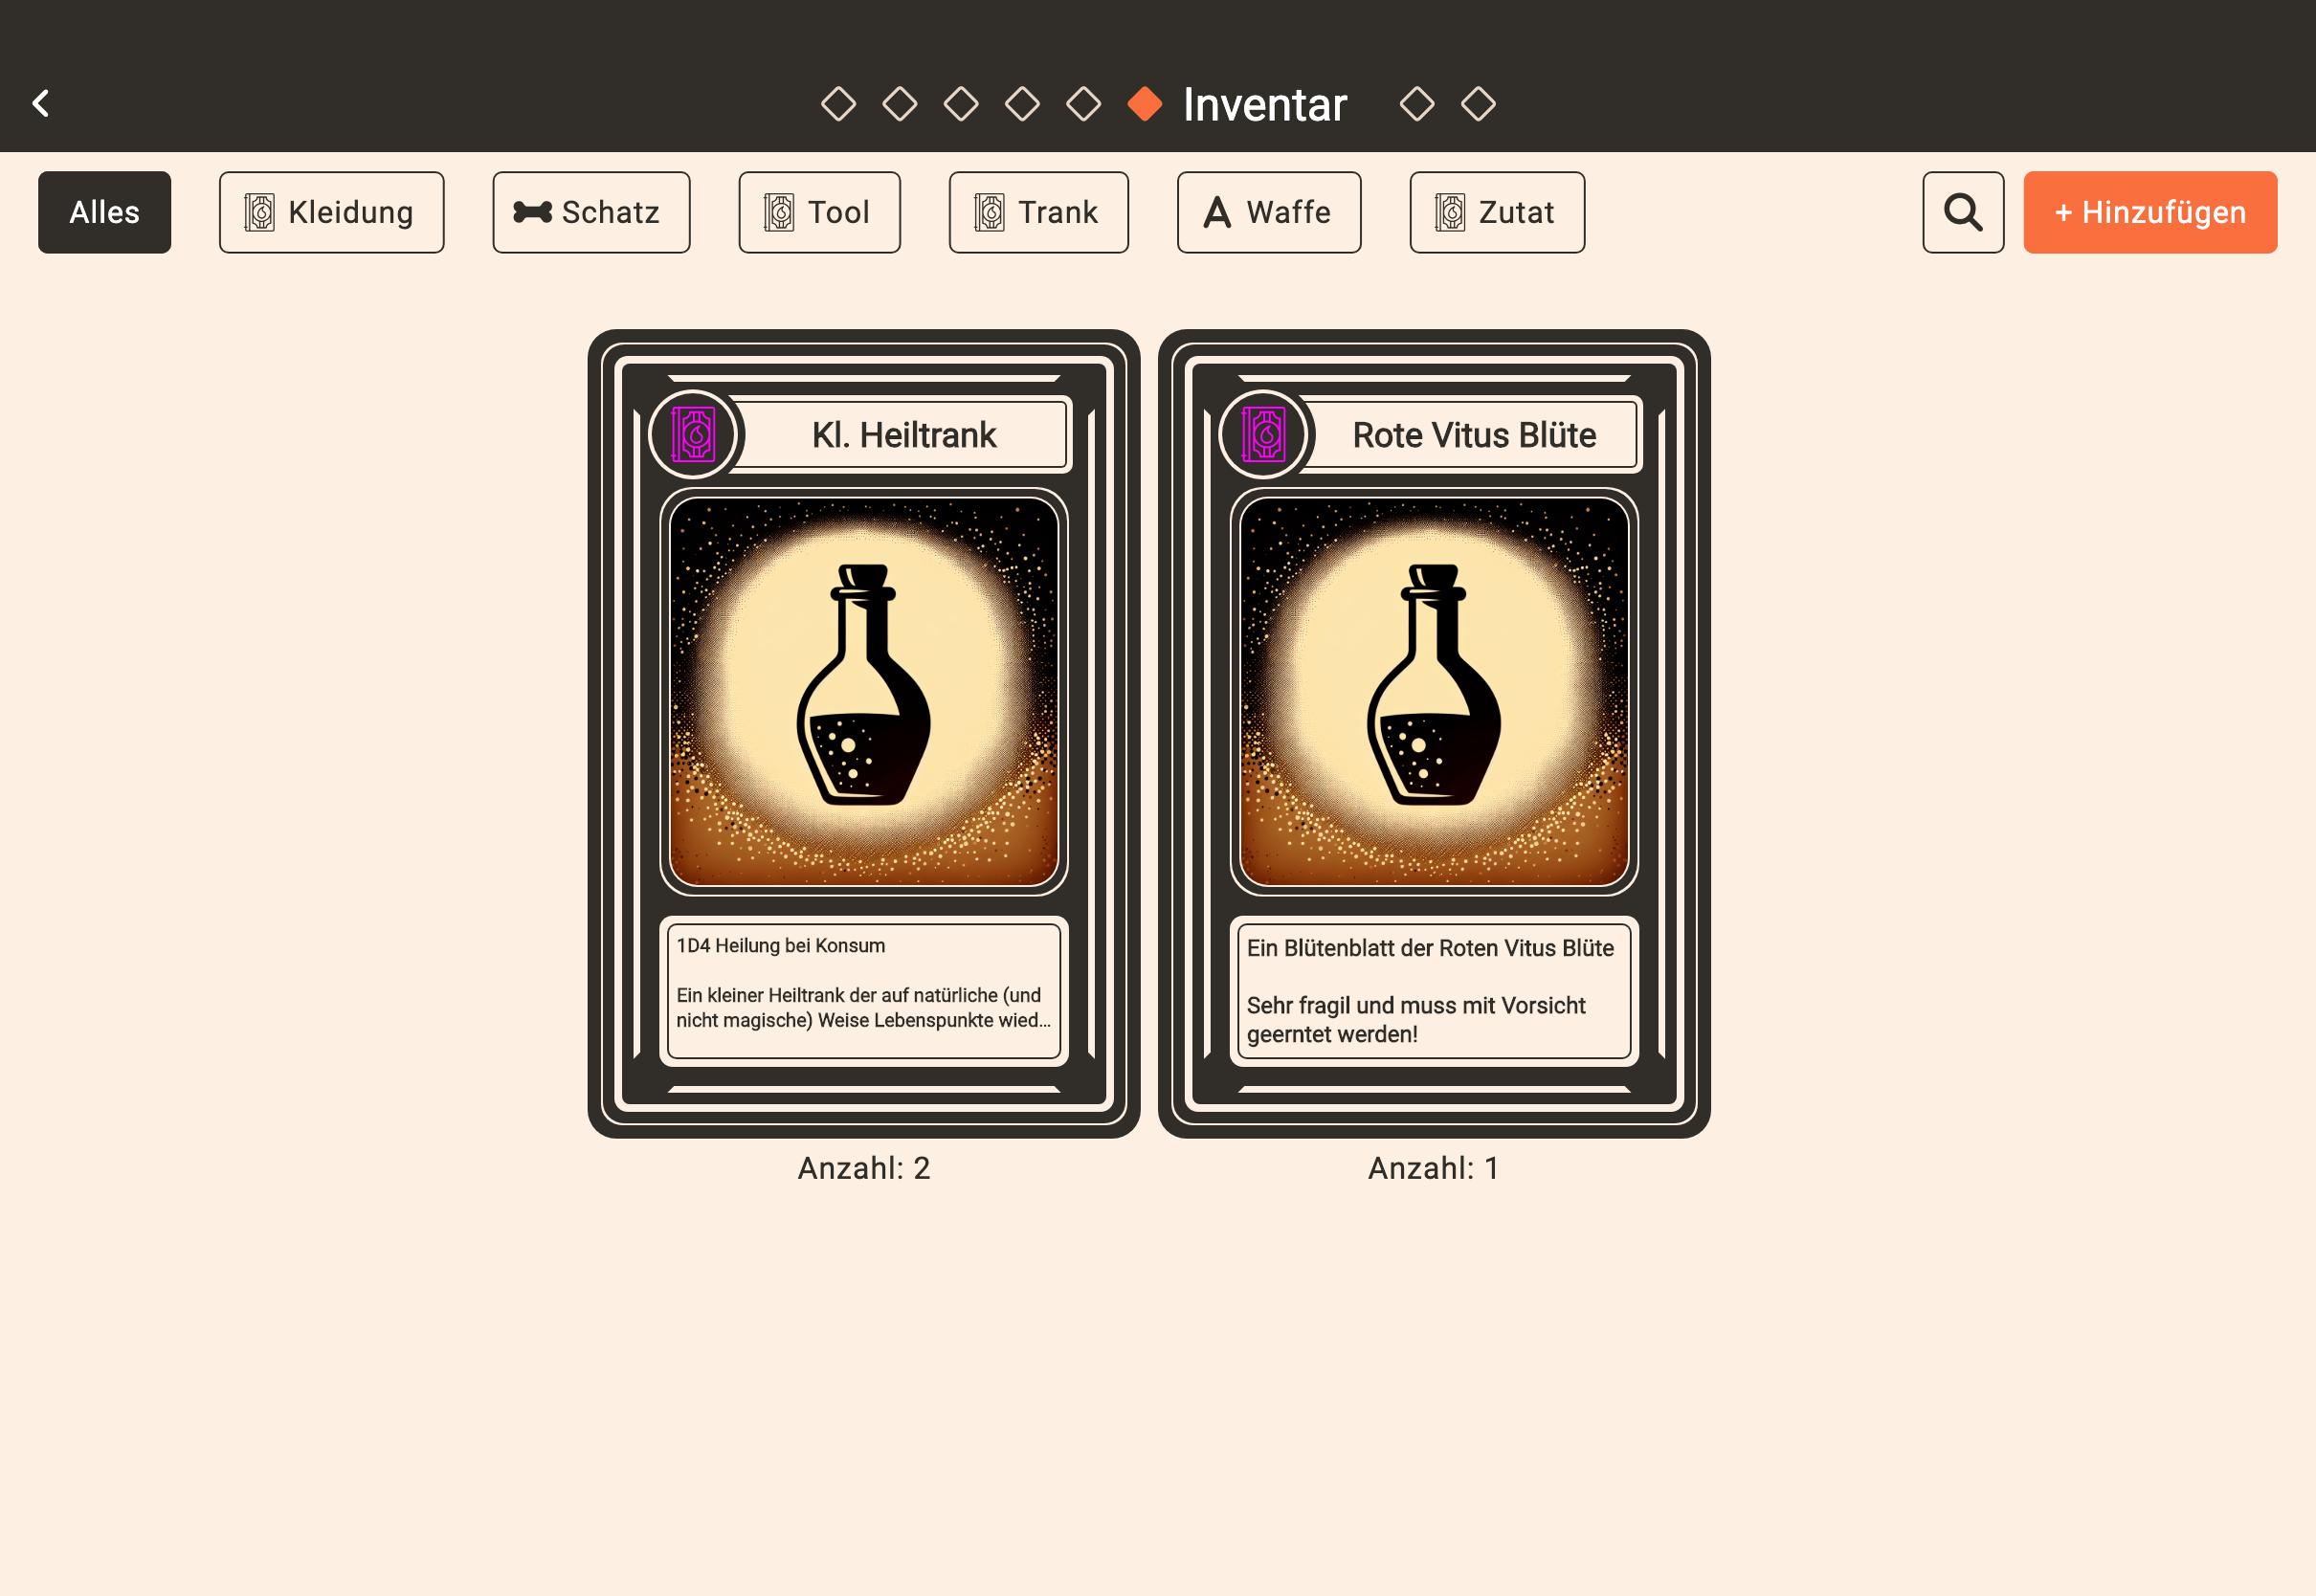 Inventar
Alles
Kleidung
Schatz
Tool
Trank
Waffe
Zutat
+ Hinzufügen
Kl. Heiltrank
1D4 Heilung bei Konsum
Ein kleiner Heiltrank der auf natürliche (und
nicht magische) Weise Lebenspunkte wied...
Anzahl: 2
Rote Vitus Blüte
Ein Blütenblatt der Roten Vitus Blüte
Sehr fragil und muss mit Vorsicht
geerntet werden!
Anzahl: 1